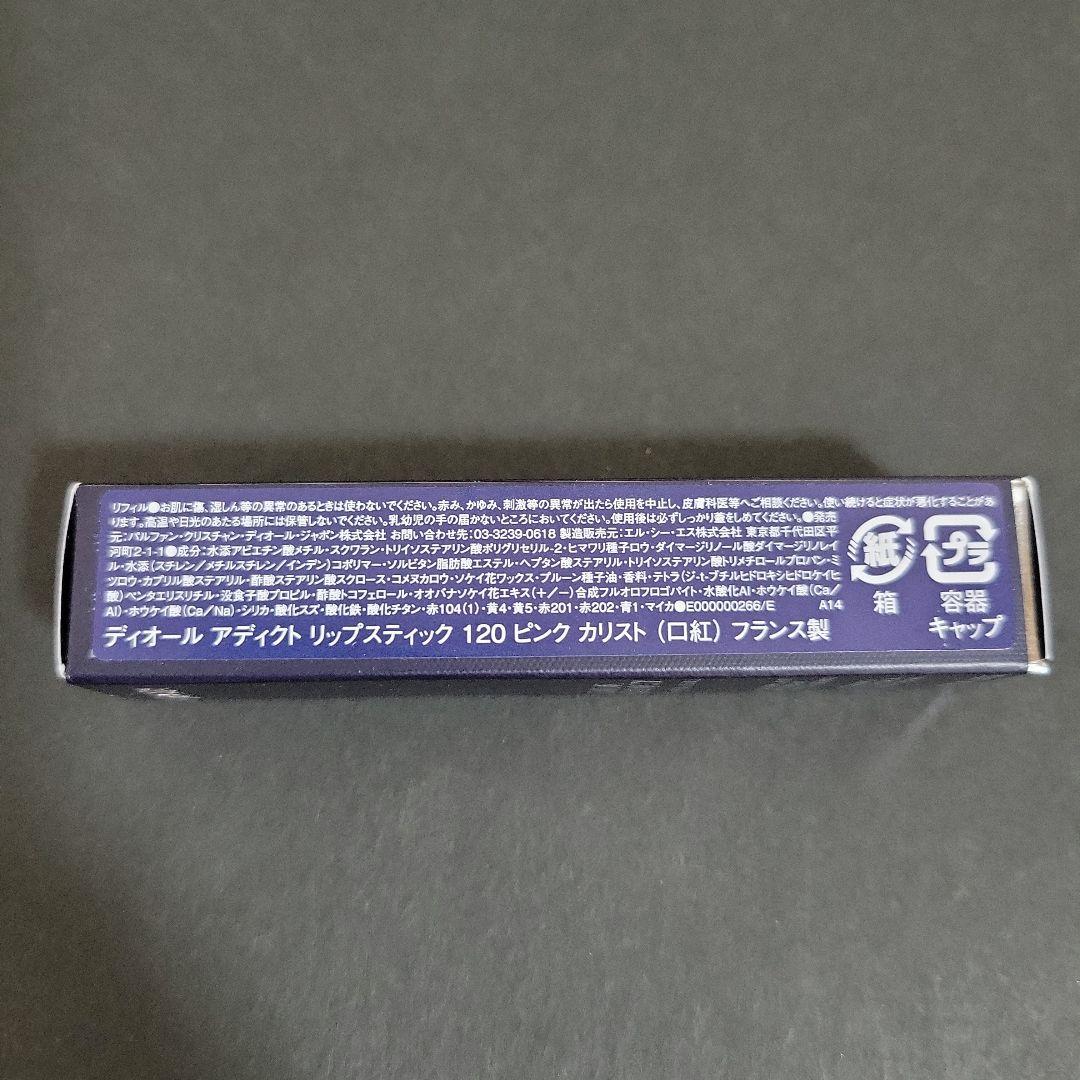 リフィル●お肌に傷、湿しん等の異常のあるときは使わないでください。赤み、かゆみ、刺激等の異常が出たら使用を中止し、皮膚科医等へご相談ください。使い続けると症状が悪化することがあ
ります。高温や日光のあたる場所には保管しないでください。乳幼児の手の届かないところにおいてください。使用後は必ずしっかり蓋をしめてください。●発売
元:パルファン・クリスチャン・ディオール・ジャポン株式会社 お問い合わせ先:03-3239-0618 製造販売元:エル・シー・エス株式会社 東京都千代田区平
河町2-1-1●成分:水添アビエチン酸メチル・スクワラン・トリイソステアリン酸ポリグリセリル-2・ヒマワリ種子ロウ・ダイマージリノール酸ダイマージリノレイ
ル・水添(スチレン/メチルスチレン/インデン)コポリマー・ソルビタン脂肪酸エステル・ヘプタン酸ステアリル・トリイソステアリン酸トリメチロールプロパン・ミ
ツロウ・カプリル酸ステアリル・酢酸ステアリン酸スクロース・コメヌカロウ・ソケイ花ワックス・プルーン種子油・香料・テトラ(ジ-t-ブチルヒドロキシヒドロケイヒ
酸)ペンタエリスリチル・没食子酸プロピル・酢酸トコフェロール・オオバナソケイ花エキス(+/-)合成フルオロフロゴパイト・水酸化Al・ホウケイ酸(Ca/
Al)・ホウケイ酸(Ca/Na)・シリカ・酸化スズ・酸化鉄・酸化チタン・赤104(1)・黄4・黄5・赤201・赤202・青1・マイカ●E000000266/E A14
ディオール アディクト リップスティック 120 ピンク カリスト (口紅) フランス製
紙
箱
プラ
容器
キャップ